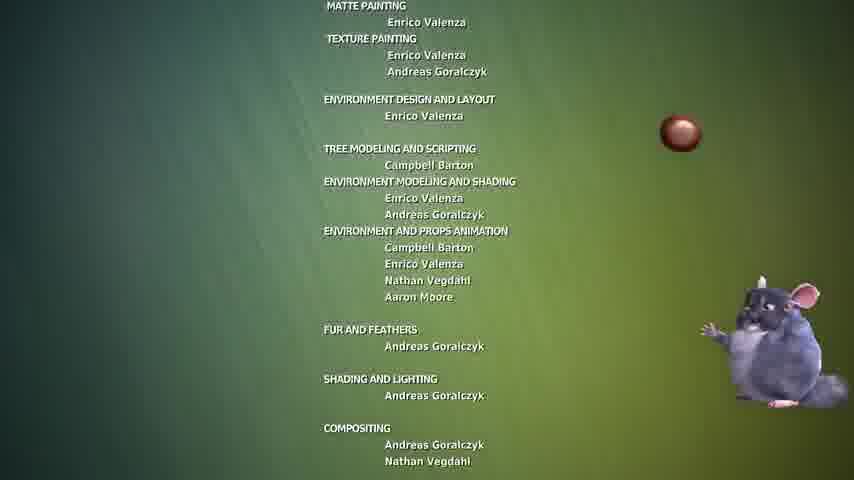 MATTE PAINTING
Enrico Valenza
TEXTURE PAINTING
Enrico Valenza
Andreas Goralczyk
ENVIRONMENT DESIGN AND LAYOUT
Enrico Valenza
TREE MODELING AND SCRIPTING
Campbell Barton
ENVIRONMENT MODELING AND SHADING
Enrico Valenza
Andreas Goralczyk
ENVIRONMENT AND PROPS ANIMATION
Campbell Barton
Enrico Valenza
Nathan Vegdahl
Aaron Moore
FUR AND FEATHERS
Andreas Goralczyk
SHADING AND LIGHTING
Andreas Goralczyk
COMPOSITING
Andreas Goralczyk
Nathan Vegdahl